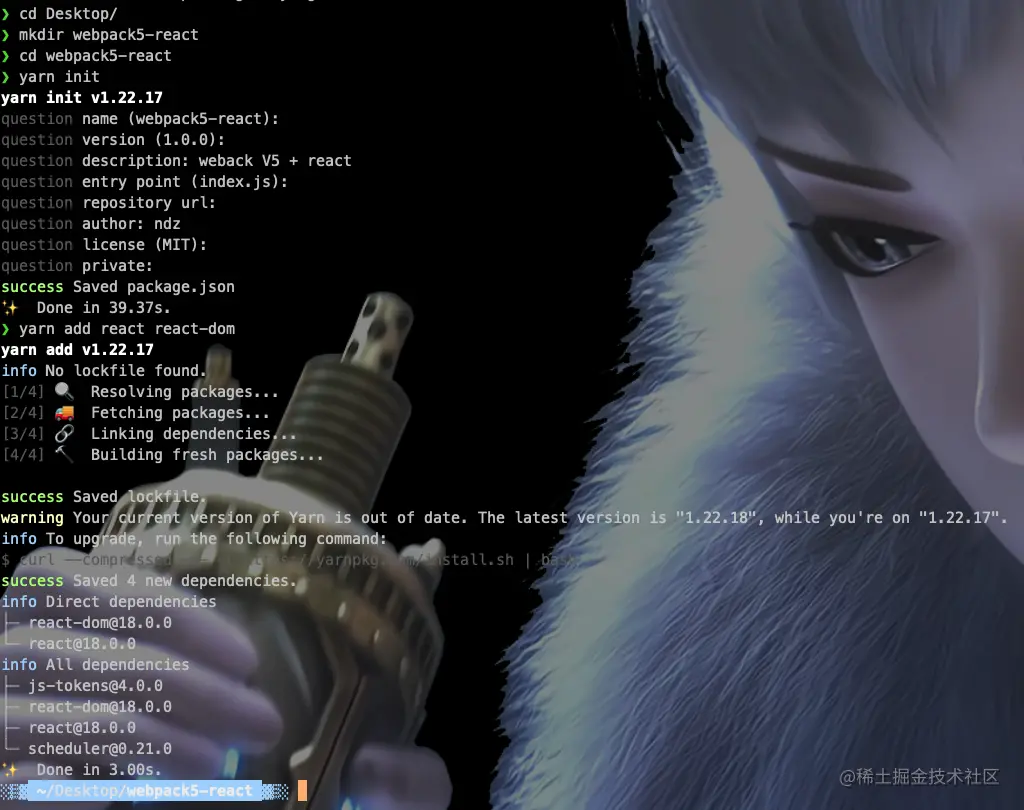 ❯ cd Desktop/
❯ mkdir webpack5-react
❯ cd webpack5-react
❯ yarn init
yarn init v1.22.17
question name (webpack5-react):
question version (1.0.0):
question description: weback V5 + react
question entry point (index.js):
question repository url:
question author: ndz
question license (MIT):
question private:
success Saved package.json
✨ Done in 39.37s.
❯ yarn add react react-dom
yarn add v1.22.17
info No lockfile found.
[1/4] 🔍 Resolving packages...
[2/4] 🚚 Fetching packages...
[3/4] 🔗 Linking dependencies...
[4/4] 🔨 Building fresh packages...
success Saved lockfile.
warning Your current version of Yarn is out of date. The latest version is "1.22.18", while you're on "1.22.17".
info To upgrade, run the following command:
$ curl --compressed //yarnpkg.com/install.sh | bash
success Saved 4 new dependencies.
info Direct dependencies
├─ react-dom@18.0.0
└─ react@18.0.0
info All dependencies
├─ js-tokens@4.0.0
├─ react-dom@18.0.0
├─ react@18.0.0
└─ scheduler@0.21.0
✨ Done in 3.00s.
~/Desktop/webpack5-react
@稀土掘金技术社区